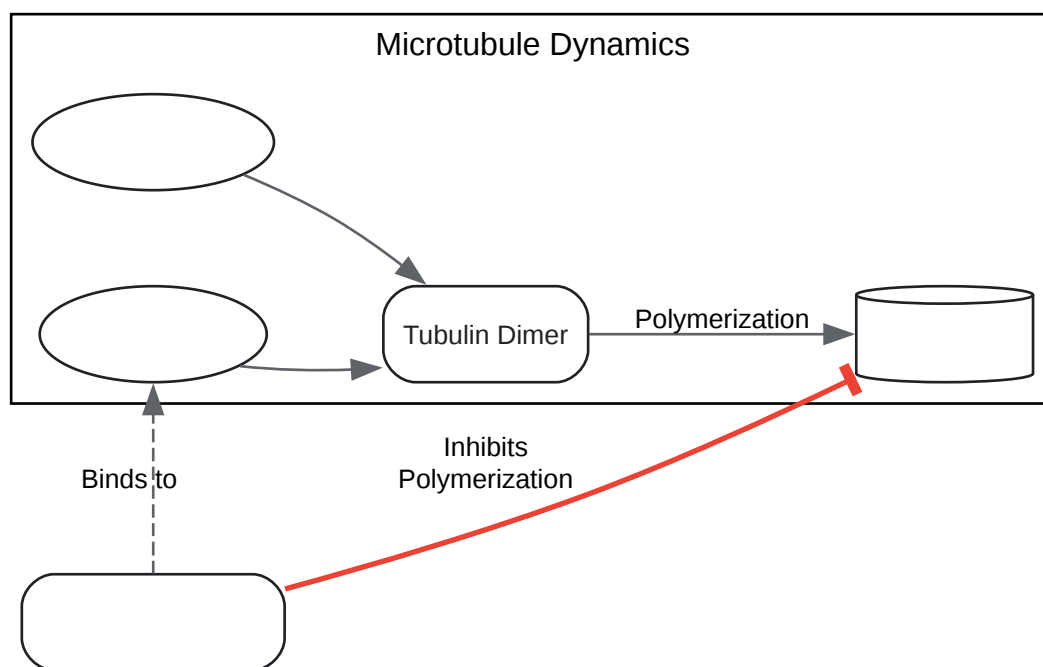 Microtubule Dynamics
Tubulin Dimer
Polymerization
Inhibits
Polymerization
Binds to